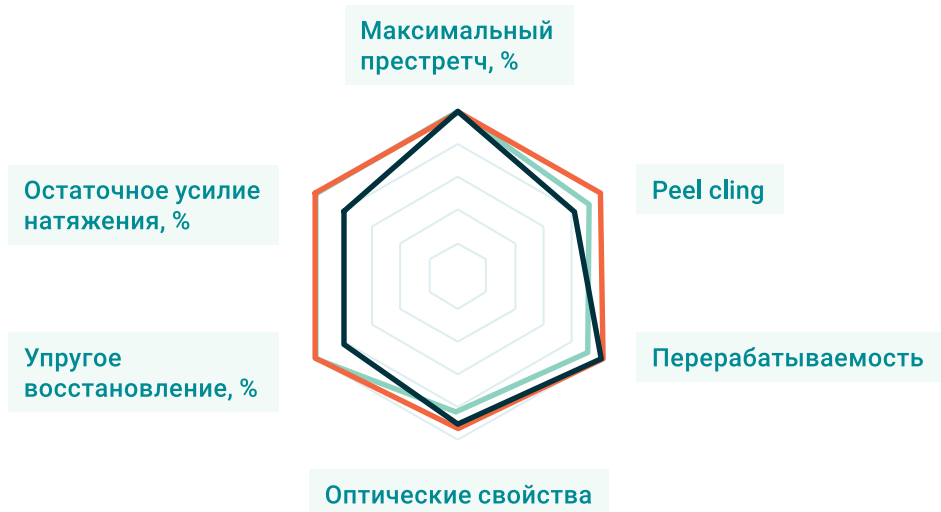 Максимальный
престретч, %
Остаточное усилие
натяжения, %
Peel cling
Упругое
восстановление, %
Перерабатываемость
Оптические свойства